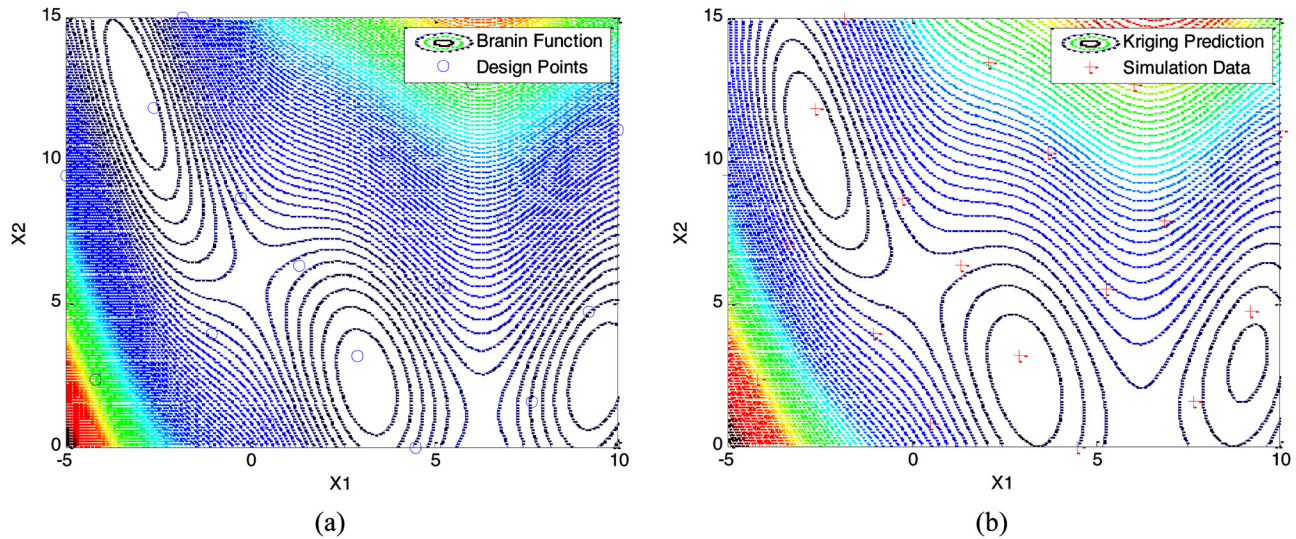 15
10
5
0
X2
-5
0
5
10
X1
Branin Function
Design Points
(a)
15
10
5
0
X2
-5
0
5
10
X1
Kriging Prediction
Simulation Data
(b)